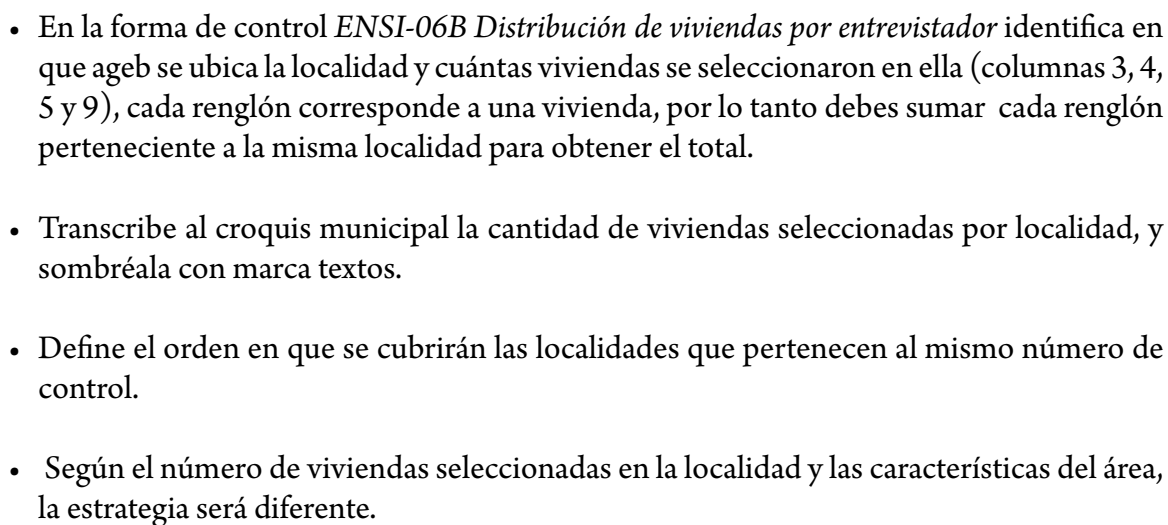 • En la forma de control ENSI-06B Distribución de viviendas por entrevistador identifica en
que ageb se ubica la localidad y cuántas viviendas se seleccionaron en ella (columnas 3, 4,
5 y 9), cada renglón corresponde a una vivienda, por lo tanto debes sumar cada renglón
perteneciente a la misma localidad para obtener el total.
• Transcribe al croquis municipal la cantidad de viviendas seleccionadas por localidad, y
sombréala con marca textos.
• Define el orden en que se cubrirán las localidades que pertenecen al mismo número de
control.
• Según el número de viviendas seleccionadas en la localidad y las características del área,
la estrategia será diferente.